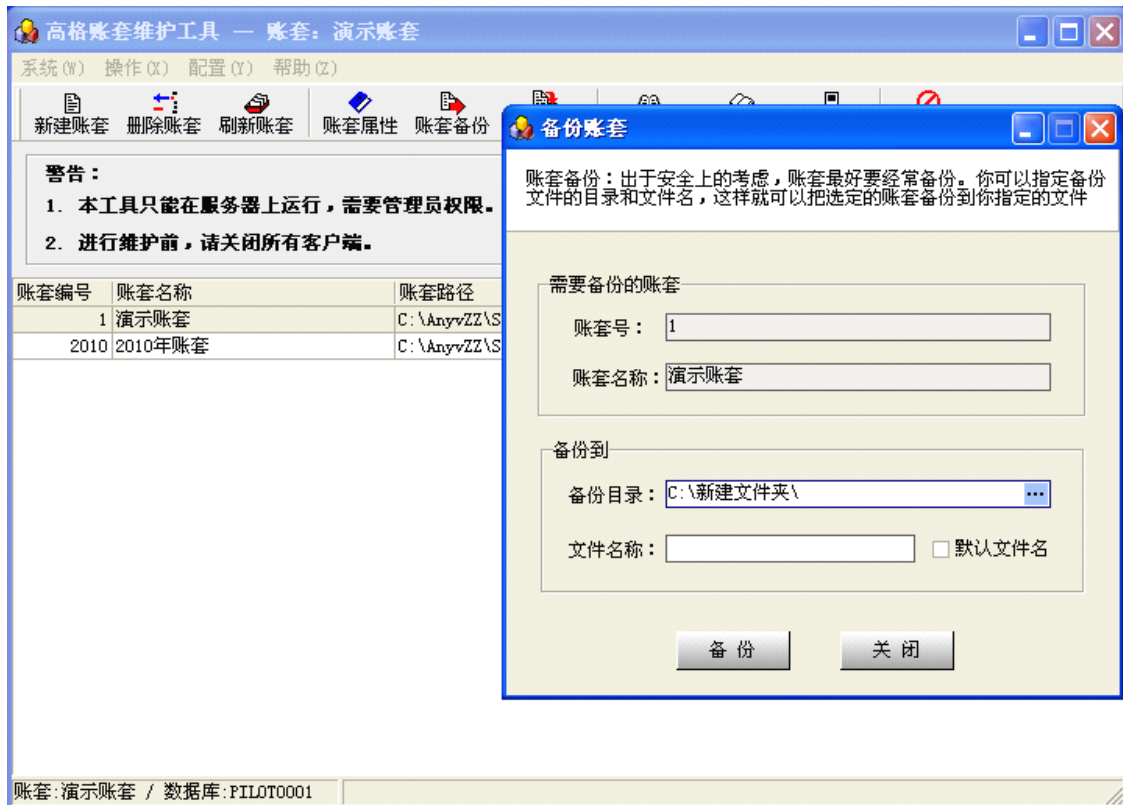 高格账套维护工具 — 账套：演示账套
系统(W) 操作(X) 配置(Y) 帮助(Z)
新建账套 删除账套 刷新账套 账套属性 账套备份
警告：
1. 本工具只能在服务器上运行，需要管理员权限。
2. 进行维护前，请关闭所有客户端。
账套编号 账套名称 账套路径
1 演示账套 C:\AnyvZZ\S
2010 2010年账套 C:\AnyvZZ\S
备份账套
账套备份：出于安全上的考虑，账套最好要经常备份。你可以指定备份
文件的目录和文件名，这样就可以把选定的账套备份到你指定的文件
需要备份的账套
账套号： 1
账套名称：演示账套
备份到
备份目录：C:\新建文件夹\ ...
文件名称： 默认文件名
备 份 关 闭
账套:演示账套 / 数据库:PILOT0001